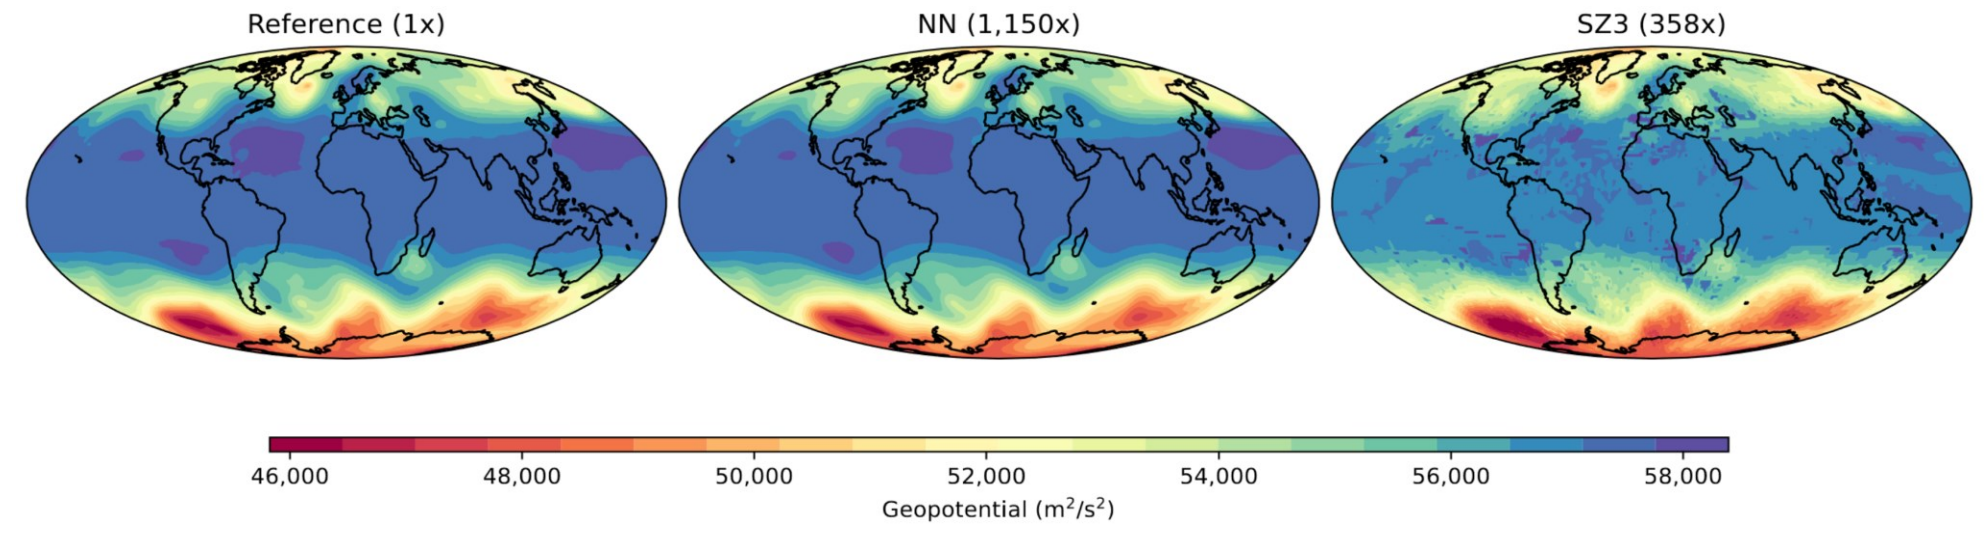 Reference (1x) NN (1,150x) SZ3 (358x)
46,000 48,000 50,000 52,000 54,000 56,000 58,000
Geopotential (m²/s²)